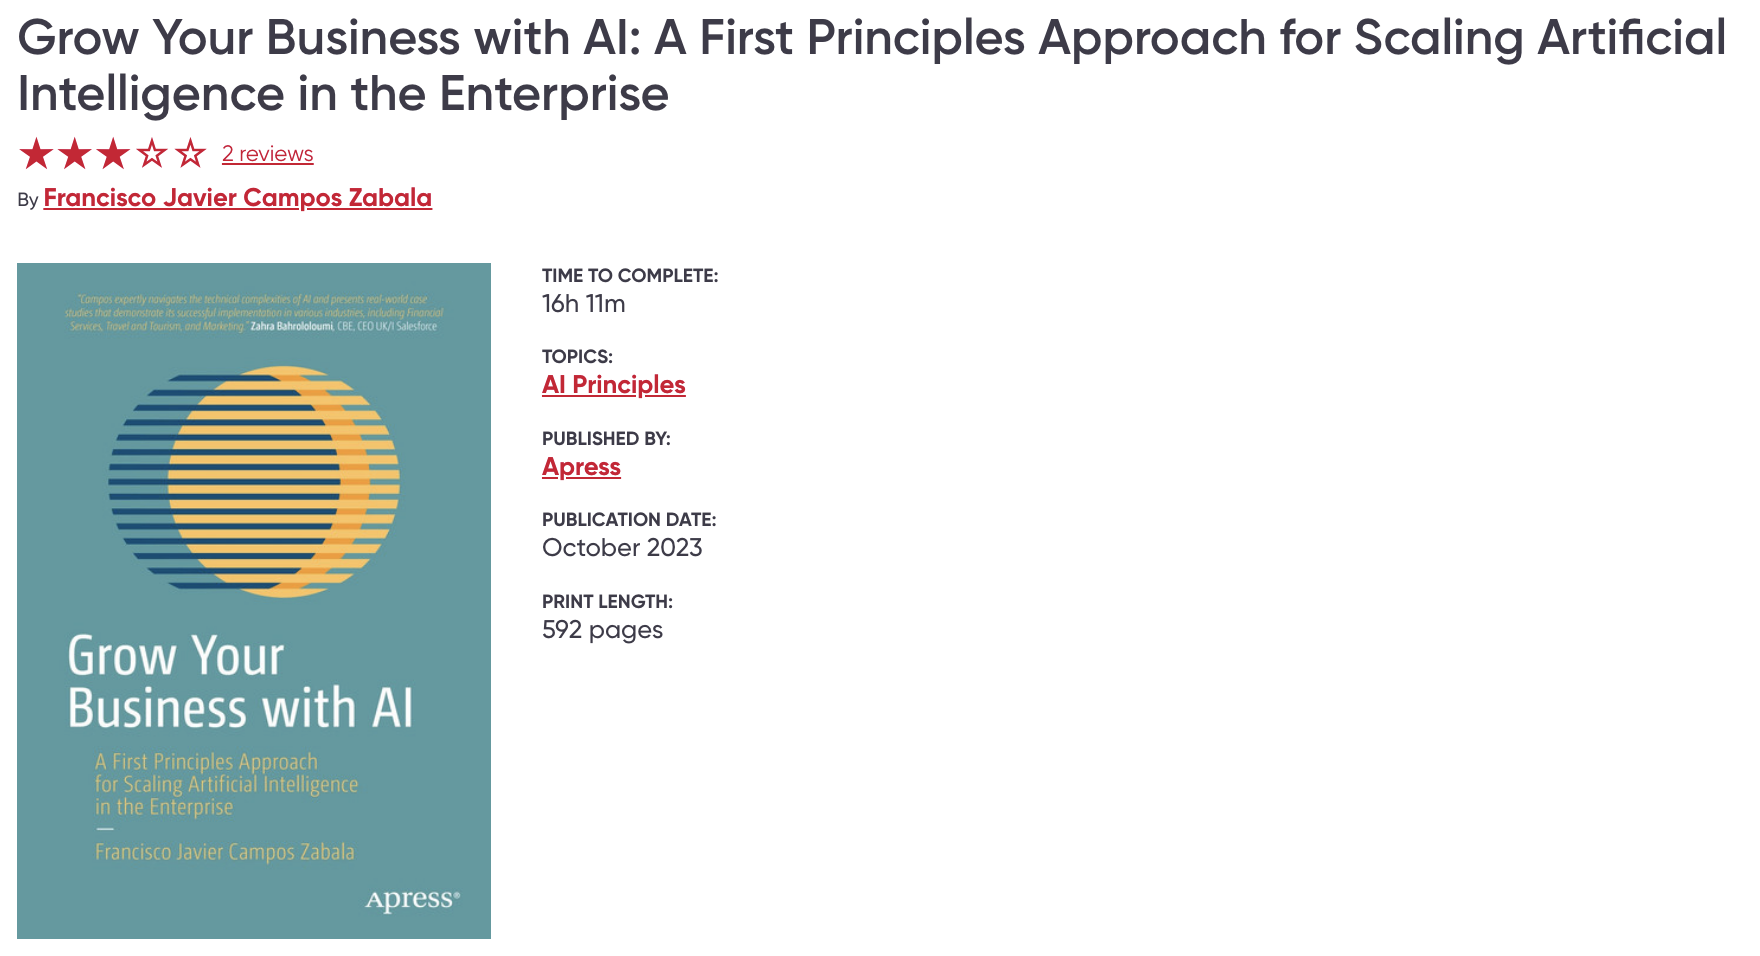 Grow Your Business with AI: A First Principles Approach for Scaling Artificial
Intelligence in the Enterprise
2 reviews
By Francisco Javier Campos Zabala
"Campos expertly navigates the technical complexities of AI and presents real-world case
studies that demonstrate its successful implementation in various industries, including Financial
Services, Travel and Tourism, and Marketing." Zahra Bahrololoumi, CBE, CEO UK/I Salesforce
Grow Your
Business with AI
A First Principles Approach
for Scaling Artificial Intelligence
in the Enterprise
—
Francisco Javier Campos Zabala
Apress®
TIME TO COMPLETE:
16h 11m
TOPICS:
AI Principles
PUBLISHED BY:
Apress
PUBLICATION DATE:
October 2023
PRINT LENGTH:
592 pages